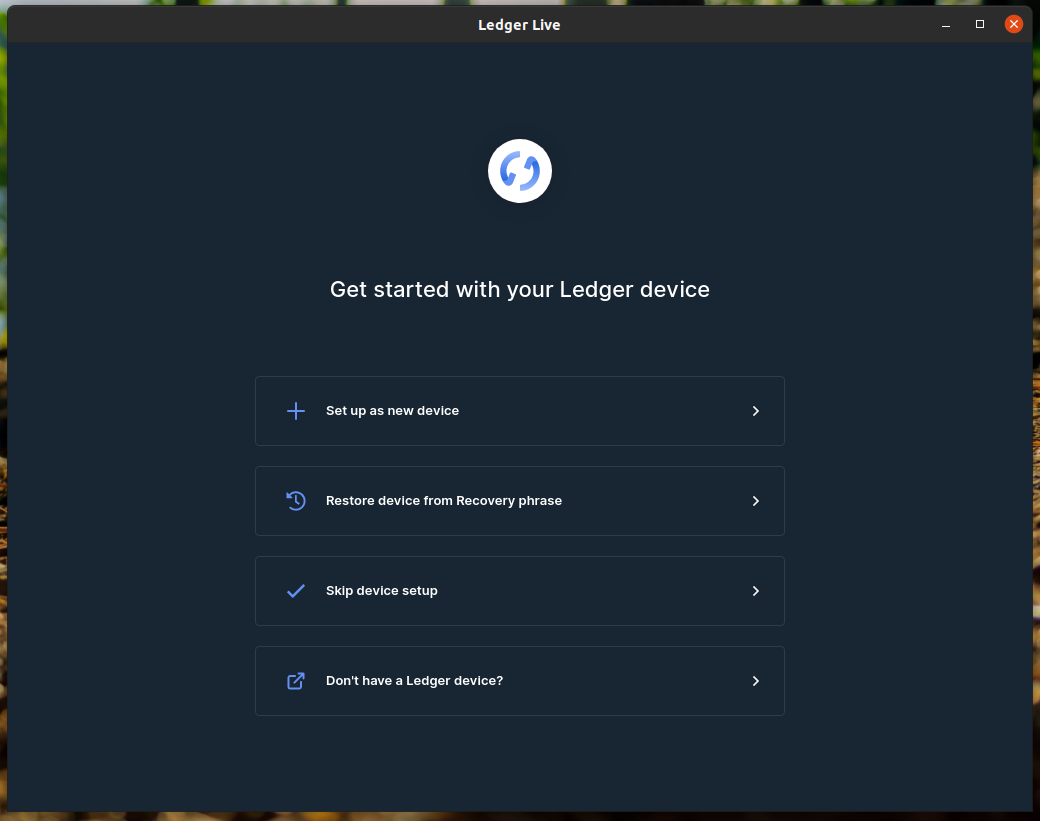 Ledger Live
Get started with your Ledger device
Set up as new device
Restore device from Recovery phrase
Skip device setup
Don't have a Ledger device?